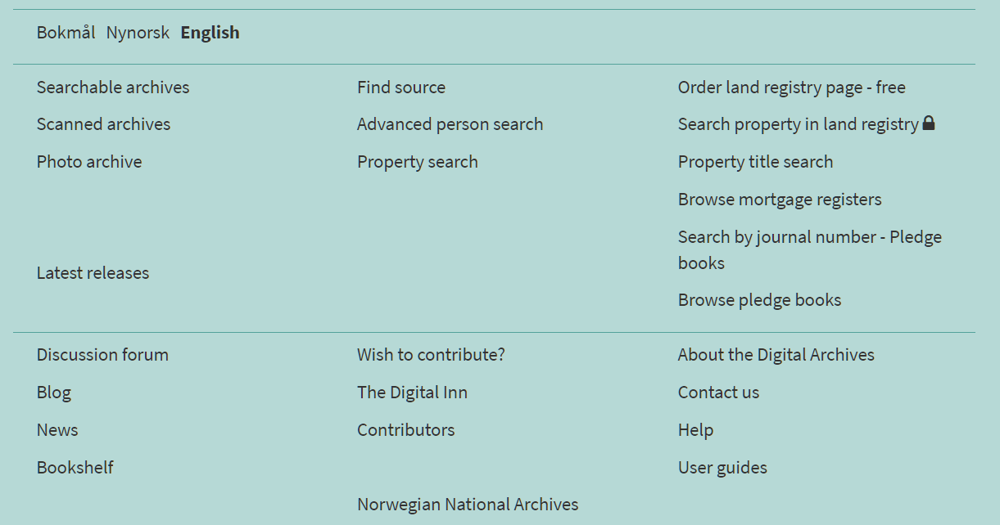 Bokmål Nynorsk English
Searchable archives
Scanned archives
Photo archive
Latest releases
Find source
Advanced person search
Property search
Order land registry page - free
Search property in land registry
Property title search
Browse mortgage registers
Search by journal number - Pledge
books
Browse pledge books
Discussion forum
Blog
News
Bookshelf
Wish to contribute?
The Digital Inn
Contributors
Norwegian National Archives
About the Digital Archives
Contact us
Help
User guides